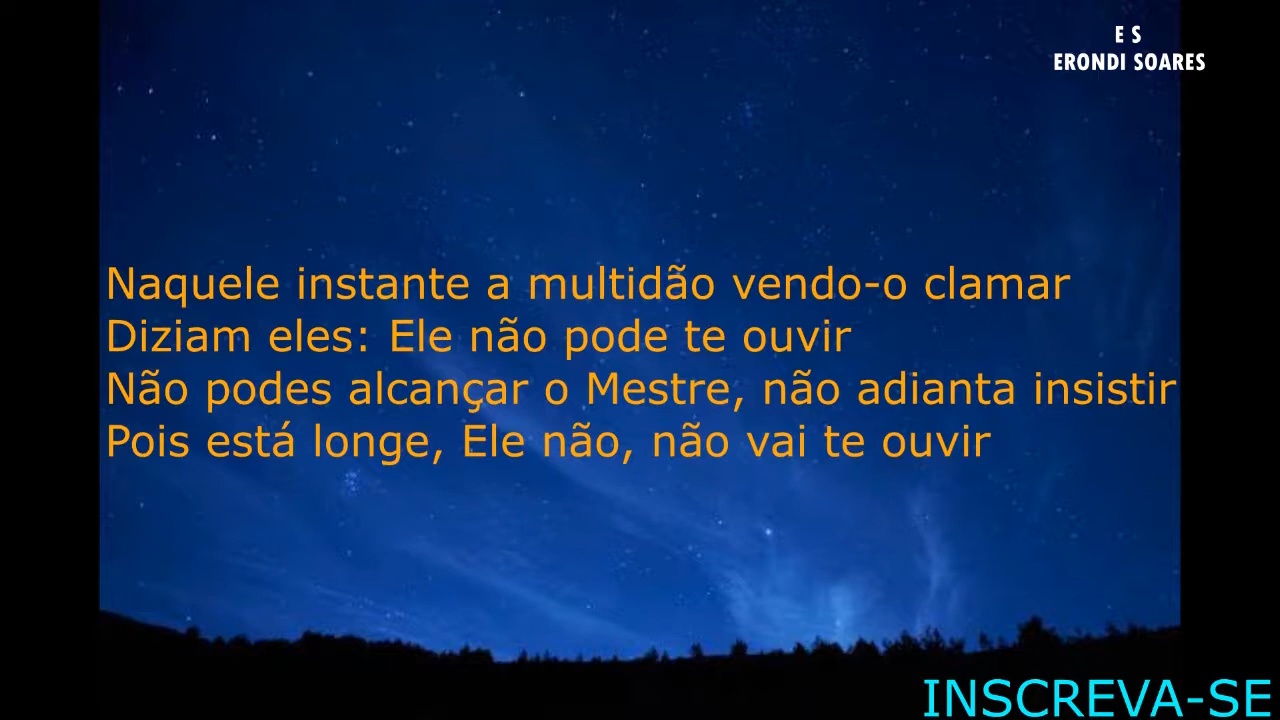 E S
ERONDI SOARES
Naquele instante a multidão vendo-o clamar
Diziam eles: Ele não pode te ouvir
Não podes alcançar o Mestre, não adianta insistir
Pois está longe, Ele não, não vai te ouvir
INSCREVA-SE